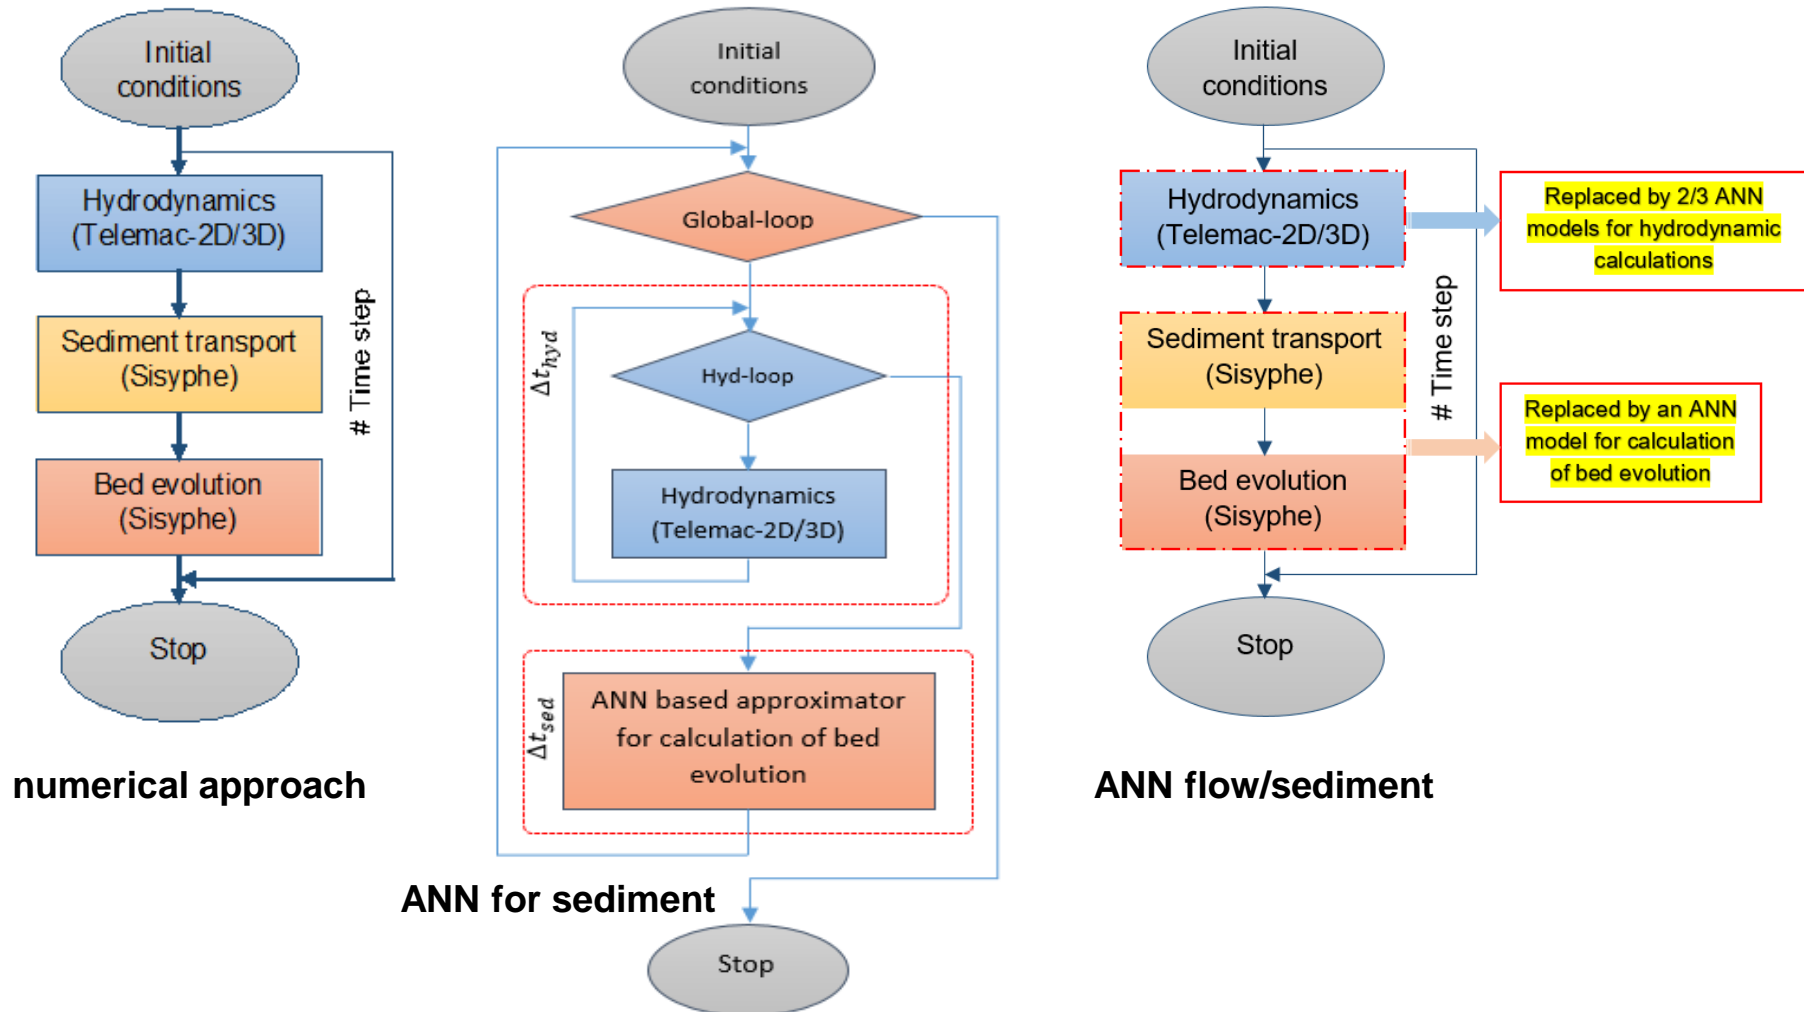 Initial
conditions
Hydrodynamics
(Telemac-2D/3D)
Sediment transport
(Sisyphe)
Bed evolution
(Sisyphe)
# Time step
Stop
numerical approach
Initial
conditions
Global-loop
Δt_hyd
Hyd-loop
Hydrodynamics
(Telemac-2D/3D)
Δt_sed
ANN based approximator
for calculation of bed
evolution
ANN for sediment
Stop
Initial
conditions
Hydrodynamics
(Telemac-2D/3D)
Sediment transport
(Sisyphe)
Bed evolution
(Sisyphe)
# Time step
Stop
Replaced by 2/3 ANN
models for hydrodynamic
calculations
Replaced by an ANN
model for calculation
of bed evolution
ANN flow/sediment